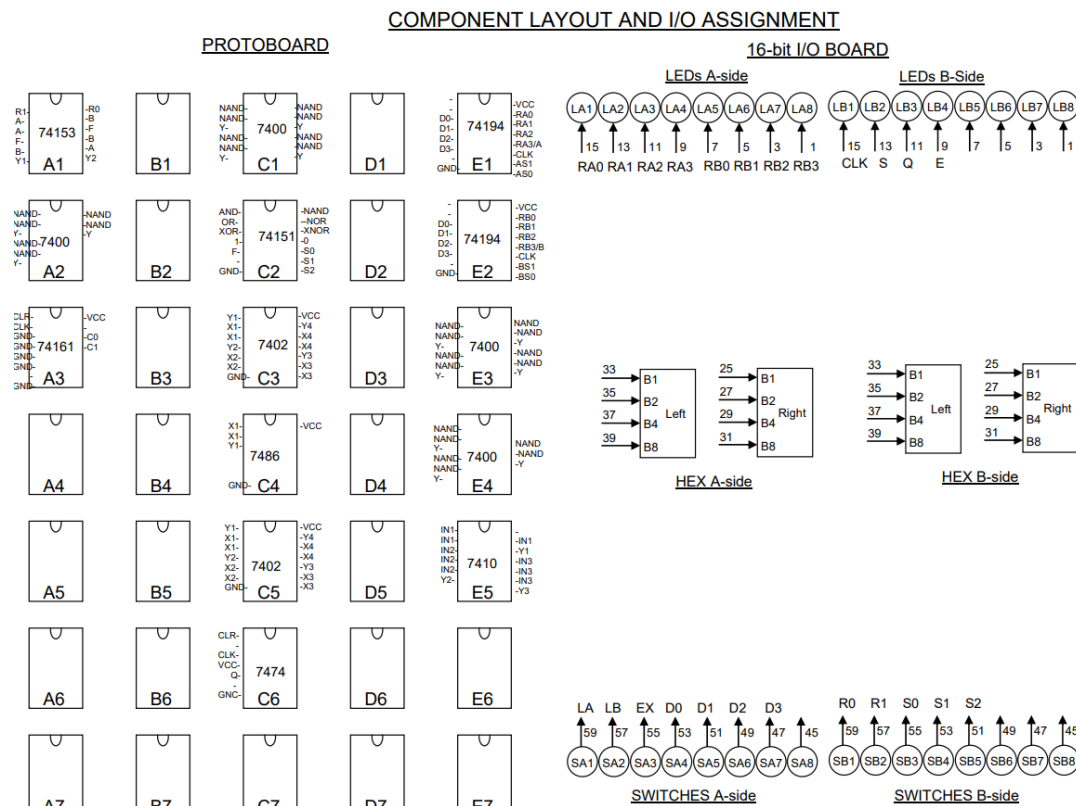 COMPONENT LAYOUT AND I/O ASSIGNMENT
PROTOBOARD
16-bit I/O BOARD
LEDs A-side
LEDs B-Side
LA1 LA2 LA3 LA4 LA5 LA6 LA7 LA8
LB1 LB2 LB3 LB4 LB5 LB6 LB7 LB8
15 13 11 9 7 5 3 1
15 13 11 9 7 5 3 1
RA0 RA1 RA2 RA3 RB0 RB1 RB2 RB3
CLK S Q E
R1-
A-
A-
F-
B-
Y1-
74153
-R0
-B
-F
-B
-A
Y2
A1
B1
NAND-
NAND-
Y-
NAND-
NAND-
Y-
7400
-NAND
-NAND
-Y
-NAND
-NAND
-Y
C1
D1
-
-
D0-
D1-
D2-
D3-
-
GND-
74194
-VCC
-RA0
-RA1
-RA2
-RA3/A
-CLK
-AS1
-AS0
E1
NAND-
NAND-
Y-
NAND-
NAND-
Y-
7400
-NAND
-NAND
-Y
A2
B2
AND-
OR-
XOR-
1-
F-
-
GND-
74151
-NAND
--NOR
-XNOR
-0
-S0
-S1
-S2
C2
D2
-
-
D0-
D1-
D2-
D3-
-
GND-
74194
-VCC
-RB0
-RB1
-RB2
-RB3/B
-CLK
-BS1
-BS0
E2
CLR-
CLK-
GND-
GND-
GND-
GND-
-
GND-
74161
-VCC
-
-C0
-C1
A3
B3
Y1-
X1-
X1-
Y2-
X2-
X2-
GND-
7402
-VCC
-Y4
-X4
-X4
-Y3
-X3
-X3
C3
D3
NAND-
NAND-
Y-
NAND-
NAND-
Y-
7400
NAND
-NAND
-Y
-NAND
-NAND
-Y
E3
33 B1
35 B2
37 B4
39 B8
Left
25 B1
27 B2
29 B4
31 B8
Right
HEX A-side
33 B1
35 B2
37 B4
39 B8
Left
25 B1
27 B2
29 B4
31 B8
Right
HEX B-side
A4
B4
X1-
X1-
Y1-
GND-
7486
-VCC
C4
D4
NAND-
NAND-
Y-
NAND-
NAND-
Y-
7400
NAND
-NAND
-Y
E4
A5
B5
Y1-
X1-
X1-
Y2-
X2-
X2-
GND-
7402
-VCC
-Y4
-X4
-X4
-Y3
-X3
-X3
C5
D5
IN1-
IN1-
IN2-
IN2-
IN2-
Y2-
7410
-
-IN1
-Y1
-IN3
-IN3
-IN3
-Y3
E5
A6
B6
CLR-
-
CLK-
VCC-
Q-
-
GNC-
7474
C6
D6
E6
LA LB EX D0 D1 D2 D3
59 57 55 53 51 49 47 45
SA1 SA2 SA3 SA4 SA5 SA6 SA7 SA8
SWITCHES A-side
R0 R1 S0 S1 S2
59 57 55 53 51 49 47 45
SB1 SB2 SB3 SB4 SB5 SB6 SB7 SB8
SWITCHES B-side
A7 B7 C7 D7 E7